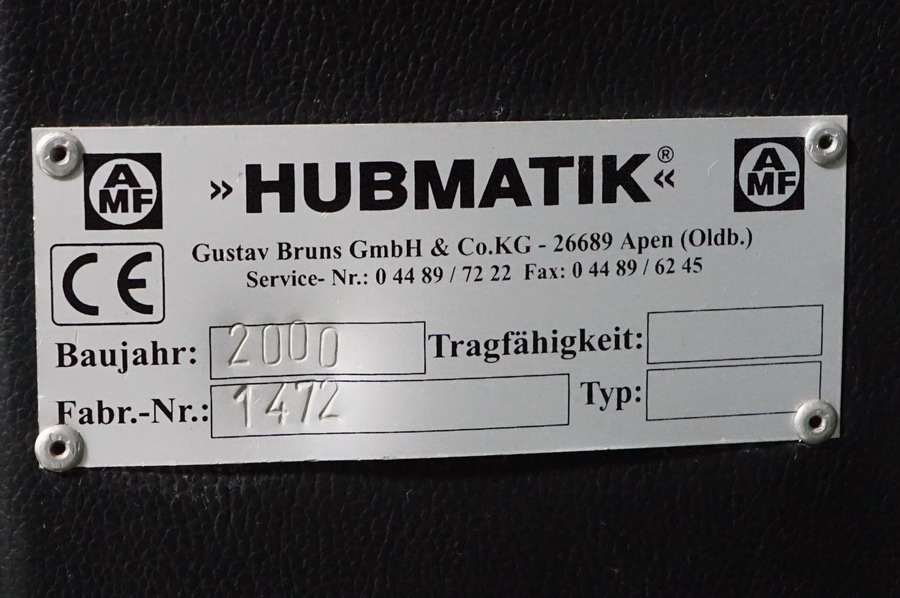 AMF »HUBMATIK®« AMF
Gustav Bruns GmbH & Co.KG - 26689 Apen (Oldb.)
Service- Nr.: 0 44 89 / 72 22 Fax: 0 44 89 / 62 45
CE
Baujahr: 2000 Tragfähigkeit:
Fabr.-Nr.: 1472 Typ: